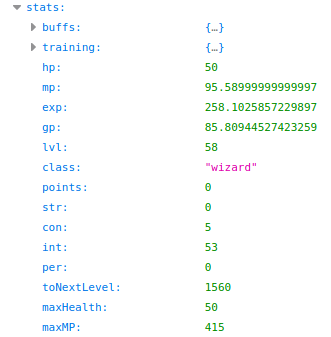 stats:
buffs: {…}
training: {…}
hp: 50
mp: 95.58999999999997
exp: 258.1025857229897
gp: 85.80944527423259
lvl: 58
class: "wizard"
points: 0
str: 0
con: 5
int: 53
per: 0
toNextLevel: 1560
maxHealth: 50
maxMP: 415